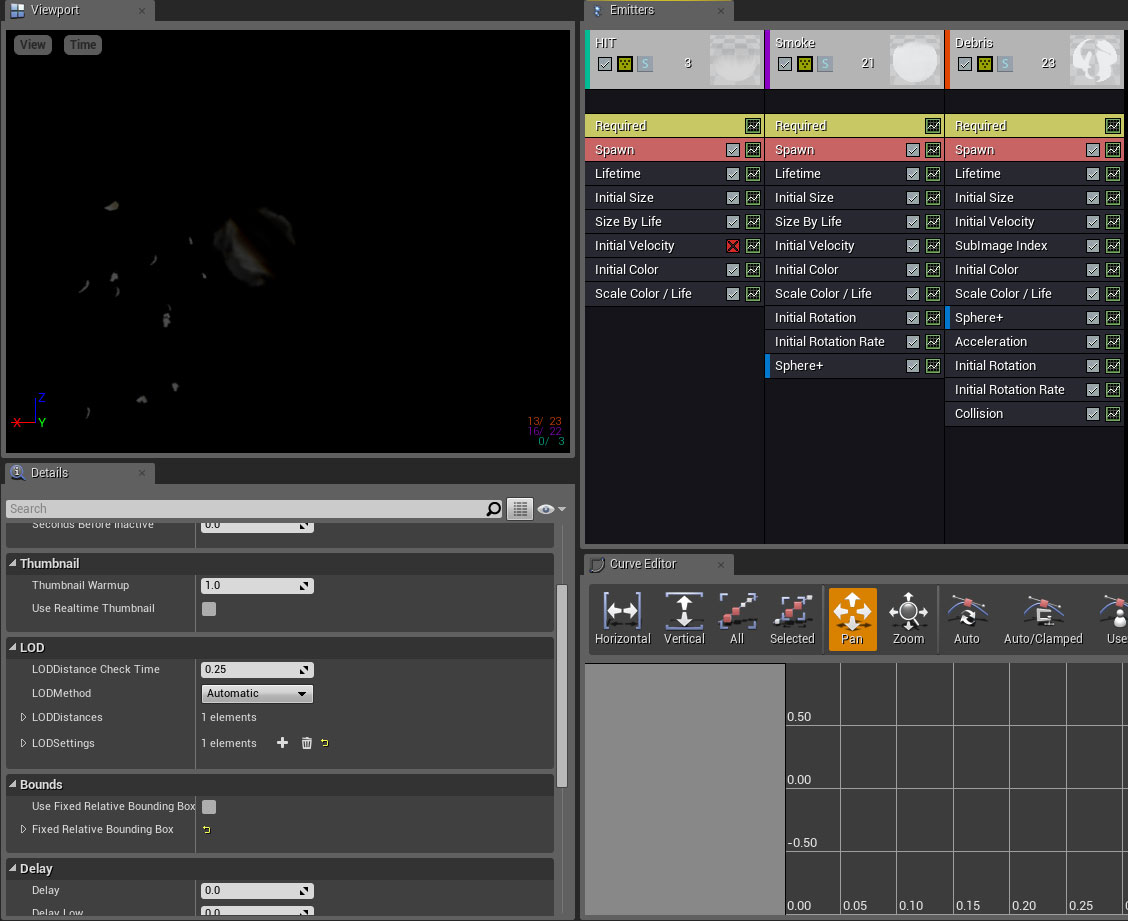 Viewport
View
Time
Z
X
Y
13/ 23
16/ 22
0/ 3
Details
Search
Seconds Before Inactive
0.0
Thumbnail
Thumbnail Warmup
1.0
Use Realtime Thumbnail
LOD
LODDistance Check Time
0.25
LODMethod
Automatic
LODDistances
1 elements
LODSettings
1 elements
Bounds
Use Fixed Relative Bounding Box
Fixed Relative Bounding Box
Delay
Delay
0.0
Delay Low
0.0
Emitters
HIT
S
3
Required
Spawn
Lifetime
Initial Size
Size By Life
Initial Velocity
Initial Color
Scale Color / Life
Smoke
S
21
Required
Spawn
Lifetime
Initial Size
Size By Life
Initial Velocity
Initial Color
Scale Color / Life
Initial Rotation
Initial Rotation Rate
Sphere+
Debris
S
23
Required
Spawn
Lifetime
Initial Size
Initial Velocity
SubImage Index
Initial Color
Scale Color / Life
Sphere+
Acceleration
Initial Rotation
Initial Rotation Rate
Collision
Curve Editor
Horizontal
Vertical
All
Selected
Pan
Zoom
Auto
Auto/Clamped
Use
0.50
0.00
-0.50
0.00
0.05
0.10
0.15
0.20
0.25